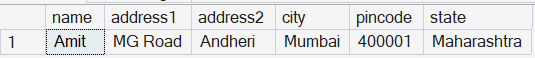 name address1 address2 city pincode state
1 Amit MG Road Andheri Mumbai 400001 Maharashtra